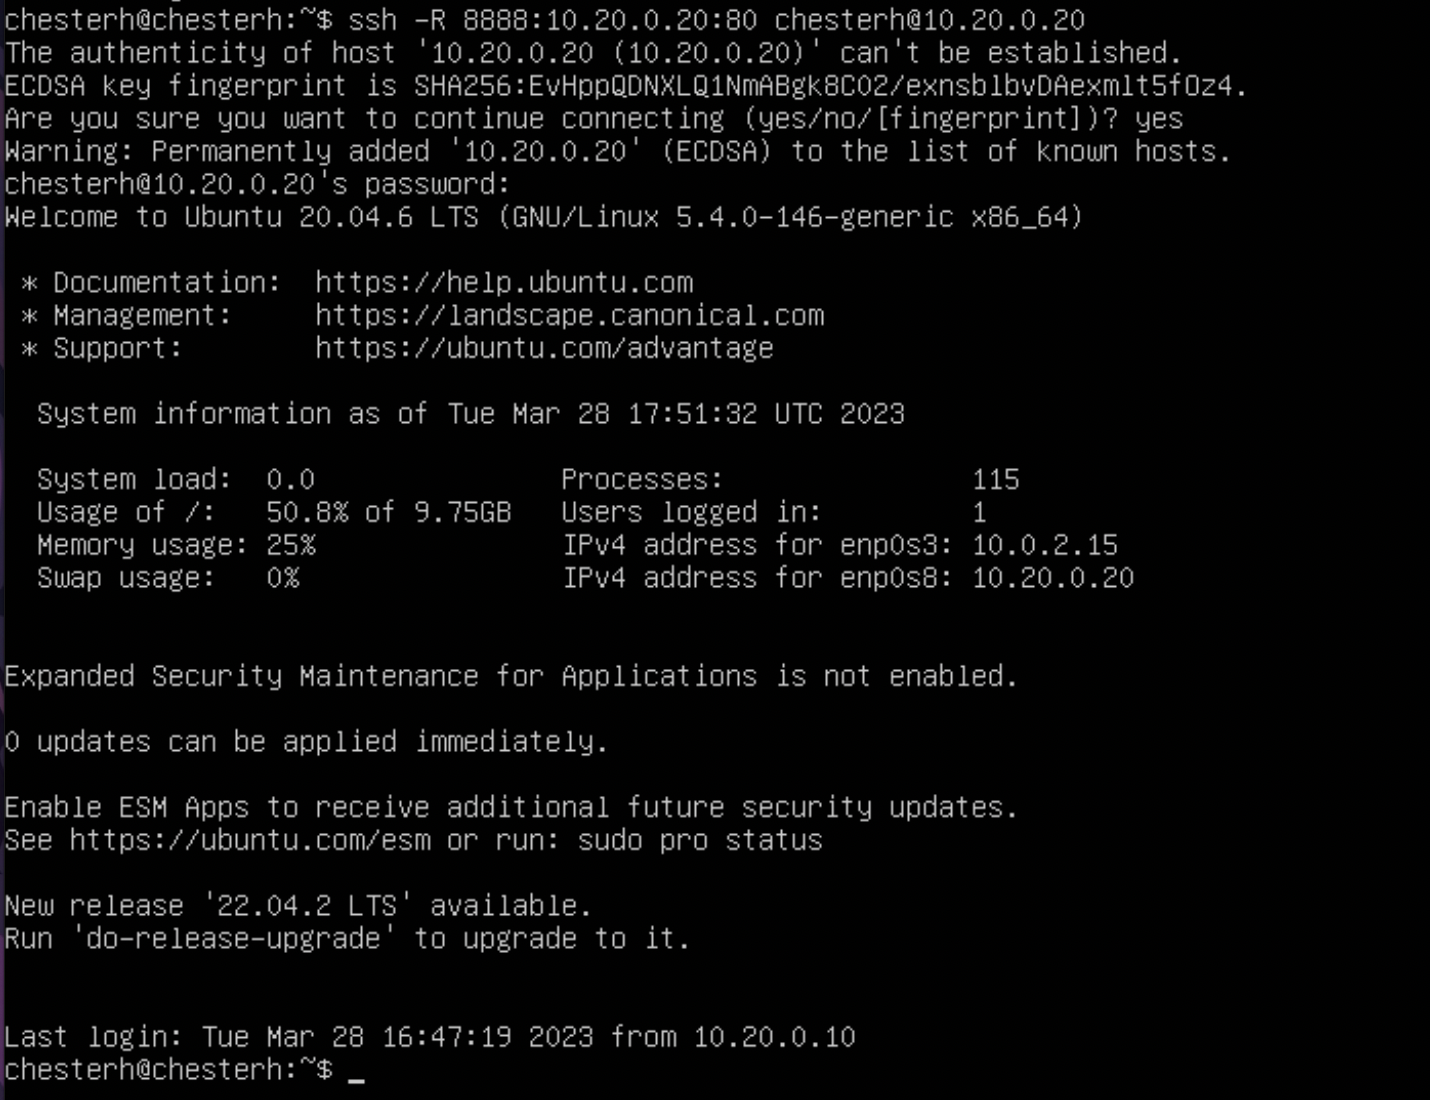 chesterh@chesterh:~$ ssh -R 8888:10.20.0.20:80 chesterh@10.20.0.20
The authenticity of host '10.20.0.20 (10.20.0.20)' can't be established.
ECDSA key fingerprint is SHA256:EvHppQDNXLQ1NmABgk8CO2/exnsblbvDAexmlt5fOz4.
Are you sure you want to continue connecting (yes/no/[fingerprint])? yes
Warning: Permanently added '10.20.0.20' (ECDSA) to the list of known hosts.
chesterh@10.20.0.20's password:
Welcome to Ubuntu 20.04.6 LTS (GNU/Linux 5.4.0-146-generic x86_64)
* Documentation:  https://help.ubuntu.com
* Management:     https://landscape.canonical.com
* Support:        https://ubuntu.com/advantage
System information as of Tue Mar 28 17:51:32 UTC 2023
System load:  0.0               Processes:               115
Usage of /:   50.8% of 9.75GB   Users logged in:         1
Memory usage: 25%               IPv4 address for enp0s3: 10.0.2.15
Swap usage:   0%                IPv4 address for enp0s8: 10.20.0.20
Expanded Security Maintenance for Applications is not enabled.
0 updates can be applied immediately.
Enable ESM Apps to receive additional future security updates.
See https://ubuntu.com/esm or run: sudo pro status
New release '22.04.2 LTS' available.
Run 'do-release-upgrade' to upgrade to it.
Last login: Tue Mar 28 16:47:19 2023 from 10.20.0.10
chesterh@chesterh:~$ _